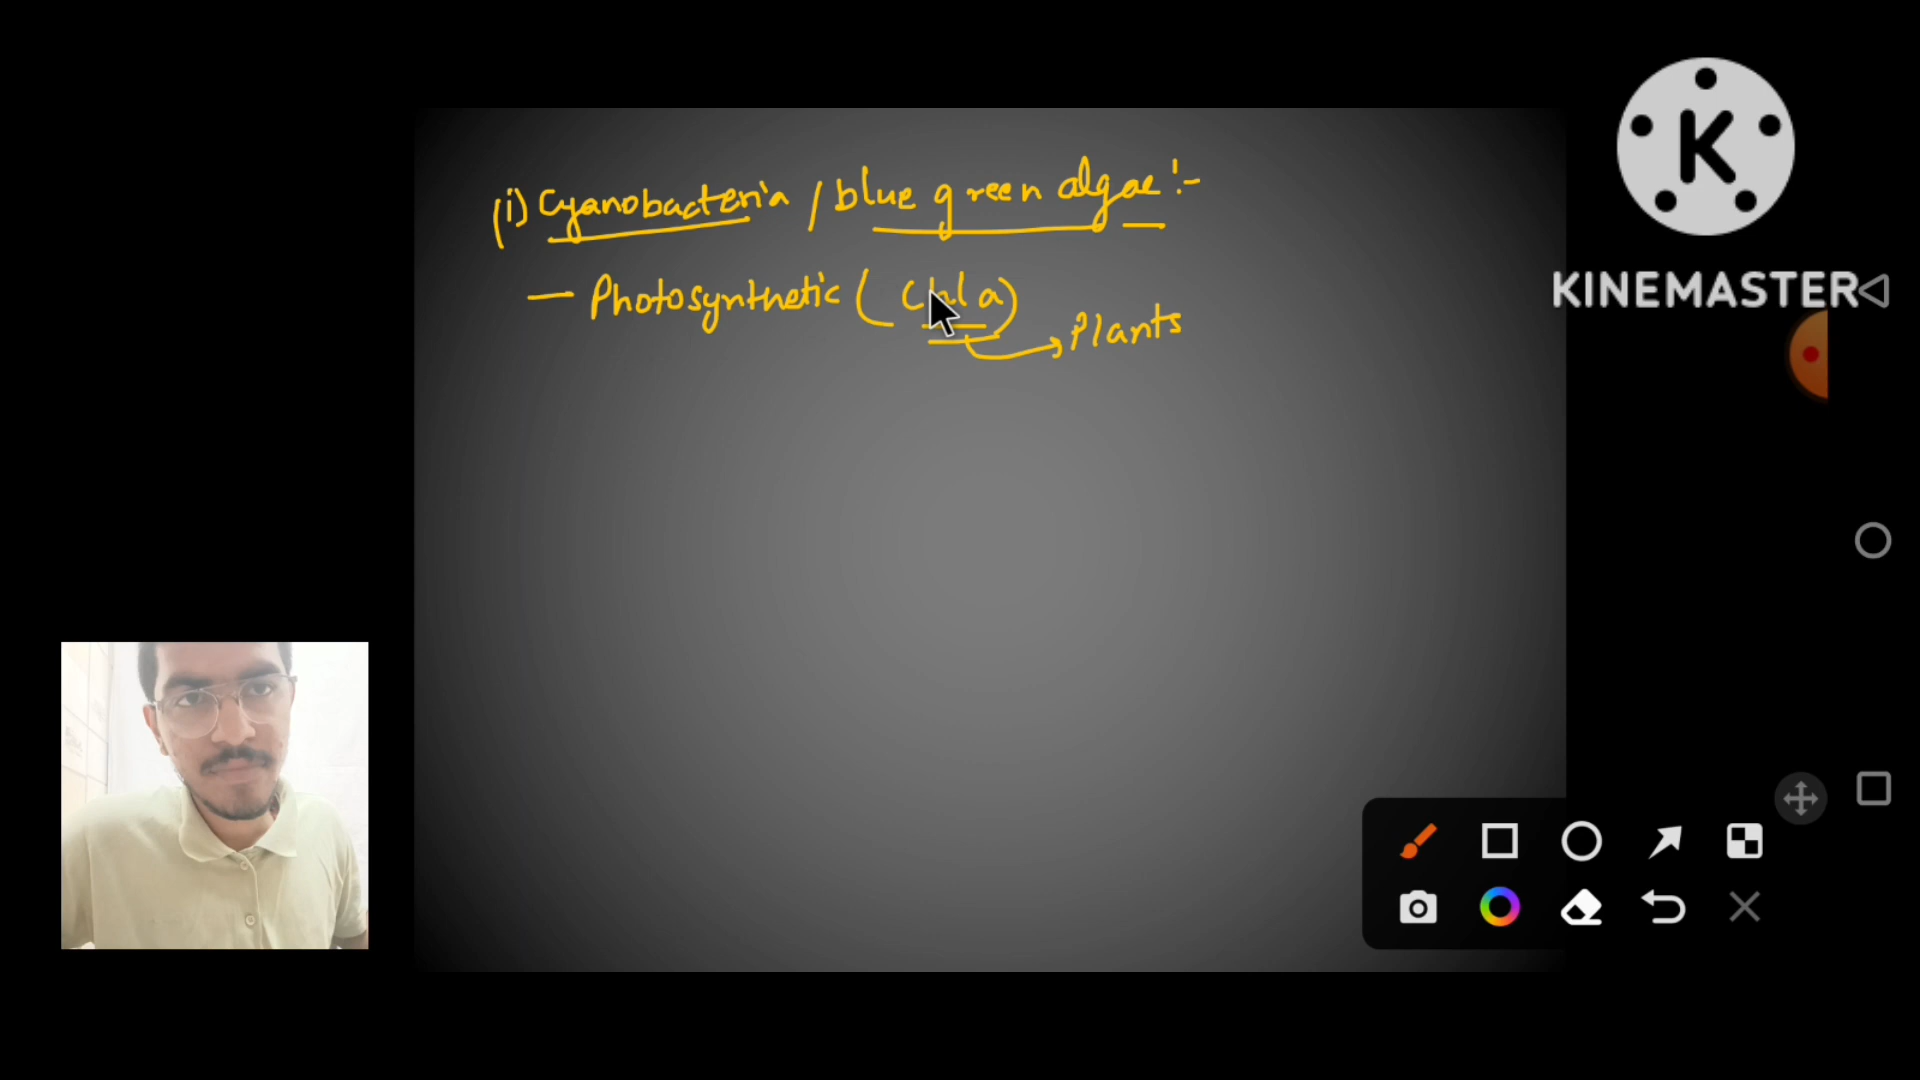 (i) Cyanobacteria / blue green algae :-
— Photosynthetic ( Chl a )
→ Plants
K
KINEMASTER